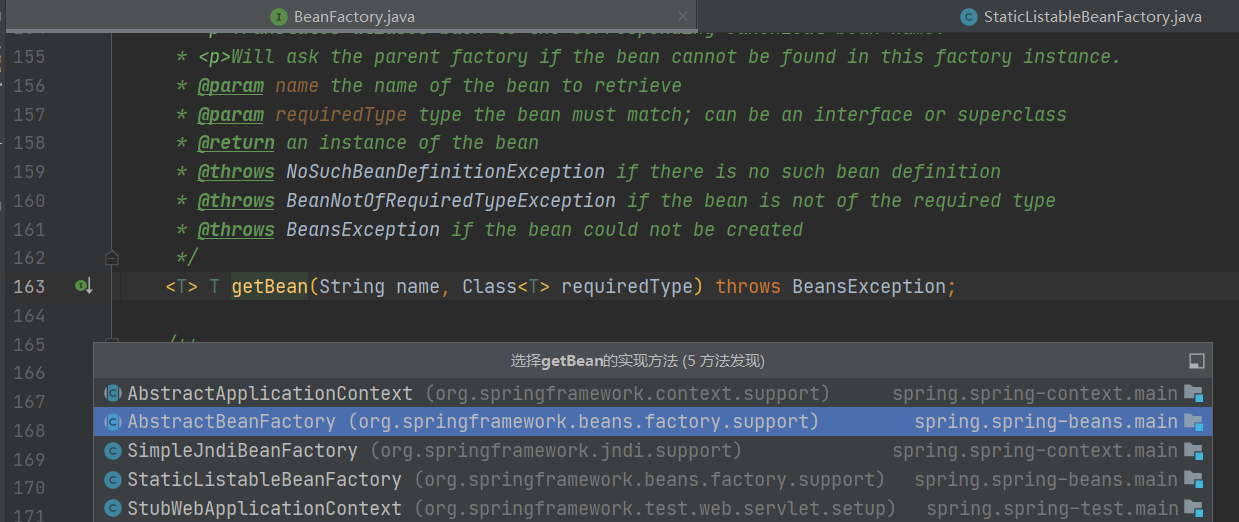 BeanFactory.java
StaticListableBeanFactory.java
155 * <p>Will ask the parent factory if the bean cannot be found in this factory instance.
156 * @param name the name of the bean to retrieve
157 * @param requiredType type the bean must match; can be an interface or superclass
158 * @return an instance of the bean
159 * @throws NoSuchBeanDefinitionException if there is no such bean definition
160 * @throws BeanNotOfRequiredTypeException if the bean is not of the required type
161 * @throws BeansException if the bean could not be created
162 */
163 <T> T getBean(String name, Class<T> requiredType) throws BeansException;
164
165
166 选择getBean的实现方法 (5 方法发现)
167 AbstractApplicationContext (org.springframework.context.support) spring.spring-context.main
168 AbstractBeanFactory (org.springframework.beans.factory.support) spring.spring-beans.main
169 SimpleJndiBeanFactory (org.springframework.jndi.support) spring.spring-context.main
170 StaticListableBeanFactory (org.springframework.beans.factory.support) spring.spring-beans.main
171 StubWebApplicationContext (org.springframework.test.web.servlet.setup) spring.spring-test.main